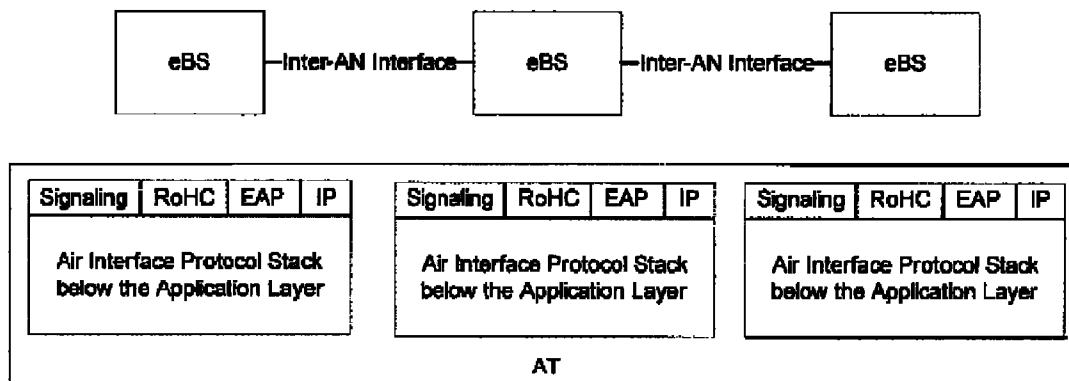 eBS
Inter-AN Interface
eBS
Inter-AN Interface
eBS
Signaling RoHC EAP IP
Air Interface Protocol Stack
below the Application Layer
Signaling RoHC EAP IP
Air Interface Protocol Stack
below the Application Layer
Signaling RoHC EAP IP
Air Interface Protocol Stack
below the Application Layer
AT